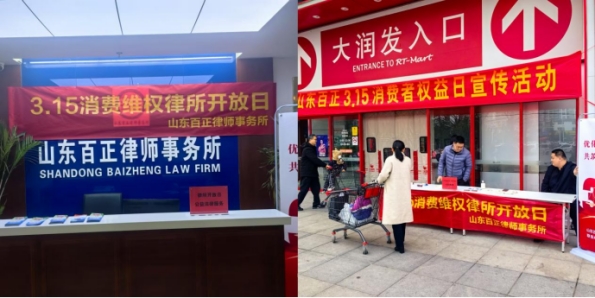 3.15消费维权律所开放日
山东百正律师事务所
山东百正律师事务所
SHANDONG BAIZHENG LAW FIRM
大润发入口
ENTRANCE TO RT-Mart
山东百正3.15消费者权益日宣传活动
消费维权律所开放日
山东百正律师事务所